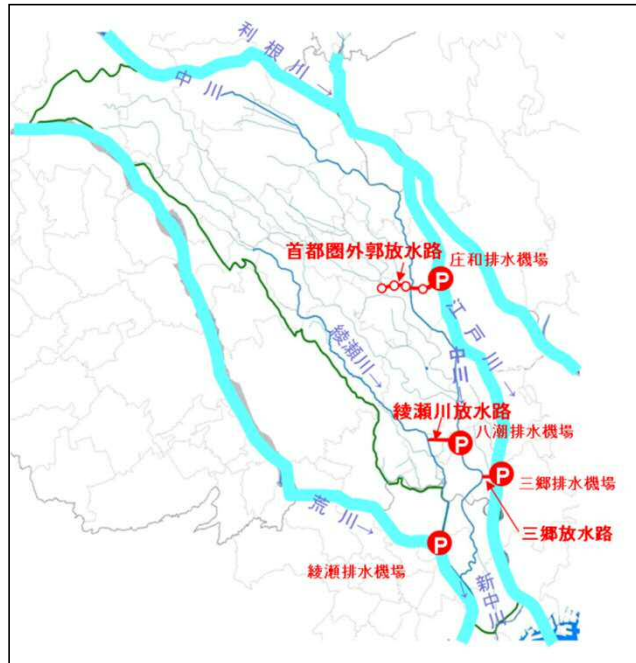 利根川→
中川
首都圏外郭放水路
庄和排水機場
P
江戸川→
綾瀬川→
中川→
綾瀬川放水路
P
八潮排水機場
P
三郷排水機場
荒川→
三郷放水路
P
綾瀬排水機場
新中川